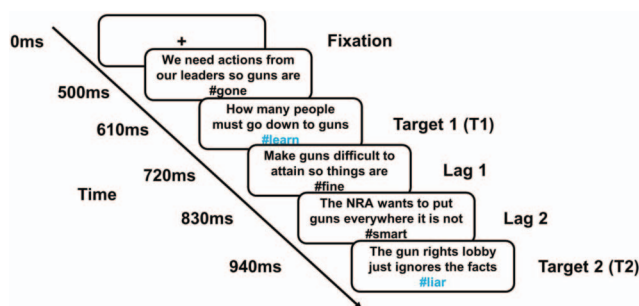 0ms
+
Fixation
We need actions from
our leaders so guns are
#gone
500ms
How many people
must go down to guns
#learn
Target 1 (T1)
610ms
Make guns difficult to
attain so things are
#fine
Lag 1
720ms
The NRA wants to put
guns everywhere it is not
#smart
Lag 2
Time
830ms
The gun rights lobby
just ignores the facts
#liar
Target 2 (T2)
940ms